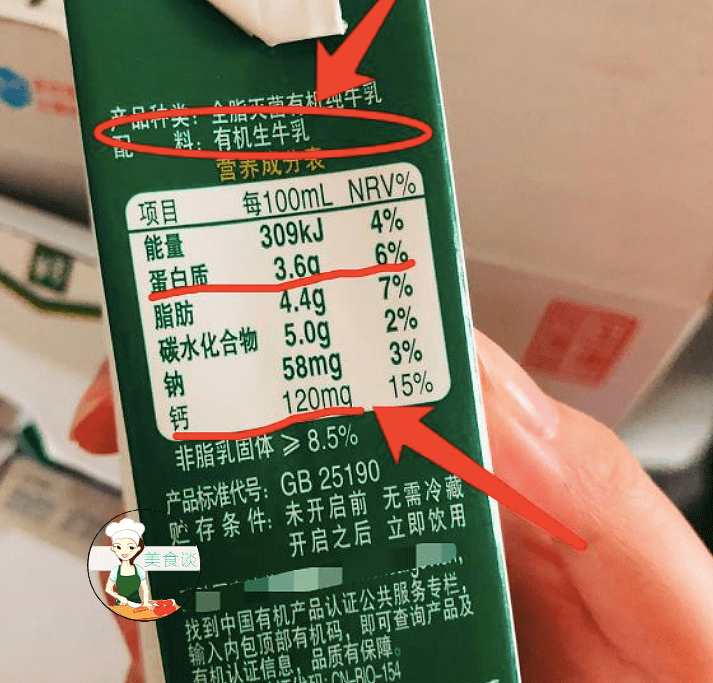 产品种类：全脂灭菌有机纯牛乳
配 料：有机生牛乳
营养成分表
项目 每100mL NRV%
能量 309kJ 4%
蛋白质 3.6g 6%
脂肪 4.4g 7%
碳水化合物 5.0g 2%
钠 58mg 3%
钙 120mg 15%
非脂乳固体 ≥ 8.5%
产品标准代号：GB 25190
贮存条件：未开启前 无需冷藏
开启之后 立即饮用
美食谈
找到中国有机产品认证公共服务专栏，
输入内包顶部有机码，即可查询产品及
有机认证信息，品质有保障。
CN-BIO-154